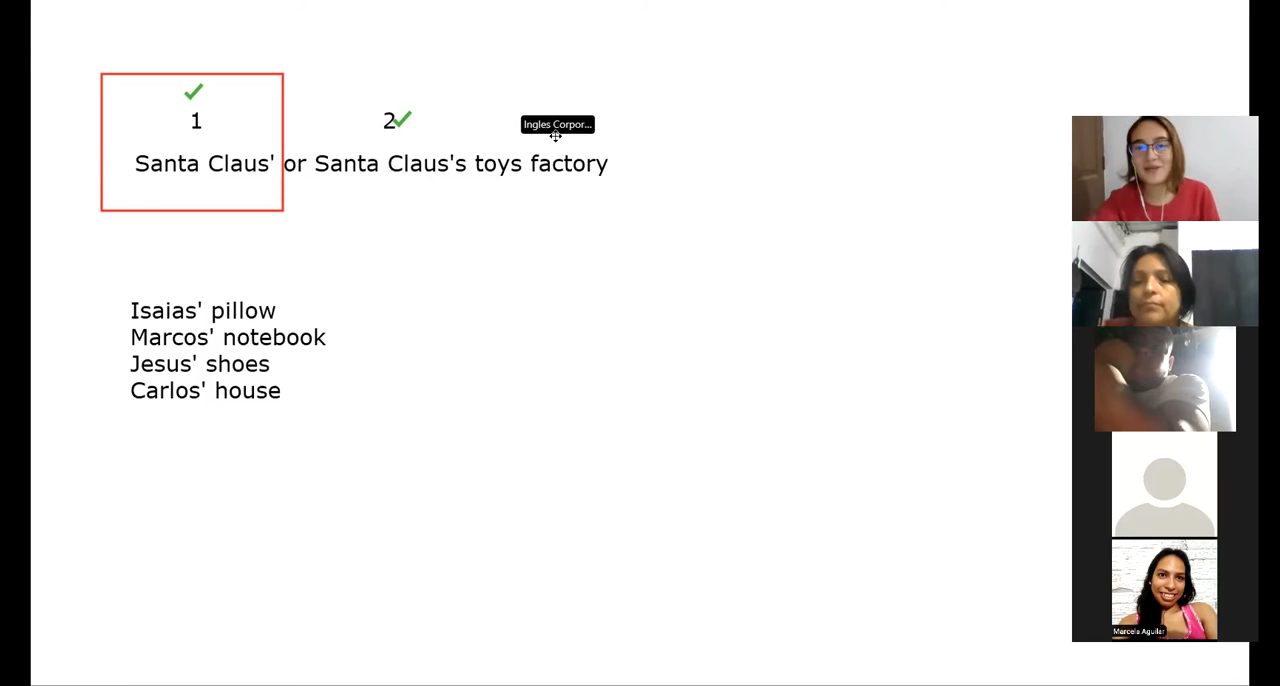 1
2
Ingles Corpor...
Santa Claus' or Santa Claus's toys factory
Isaias' pillow
Marcos' notebook
Jesus' shoes
Carlos' house
Marcela Aguilar